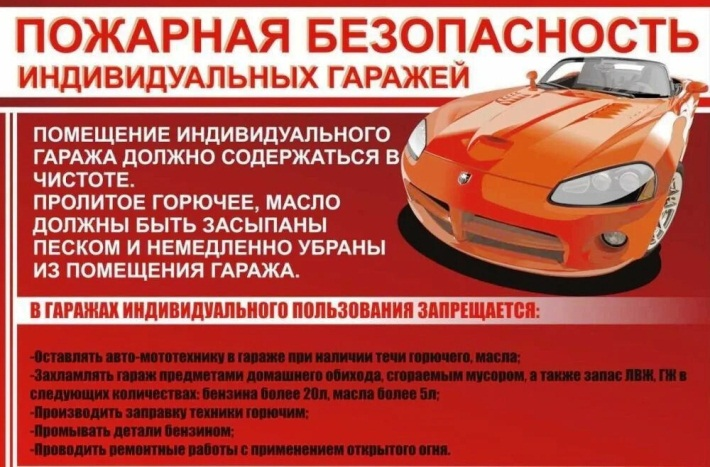 ПОЖАРНАЯ БЕЗОПАСНОСТЬ
ИНДИВИДУАЛЬНЫХ ГАРАЖЕЙ
ПОМЕЩЕНИЕ ИНДИВИДУАЛЬНОГО
ГАРАЖА ДОЛЖНО СОДЕРЖАТЬСЯ В
ЧИСТОТЕ.
ПРОЛИТОЕ ГОРЮЧЕЕ, МАСЛО
ДОЛЖНЫ БЫТЬ ЗАСЫПАНЫ
ПЕСКОМ И НЕМЕДЛЕННО УБРАНЫ
ИЗ ПОМЕЩЕНИЯ ГАРАЖА.
В ГАРАЖАХ ИНДИВИДУАЛЬНОГО ПОЛЬЗОВАНИЯ ЗАПРЕЩАЕТСЯ:
-Оставлять авто-мототехнику в гараже при наличии течи горючего, масла;
-Захламлять гараж предметами домашнего обихода, сгораемым мусором, а также запас ЛВЖ, ГЖ в
следующих количествах: бензина более 20л, масла более 5л;
-Производить заправку техники горючим;
-Промывать детали бензином;
-Проводить ремонтные работы с применением открытого огня.